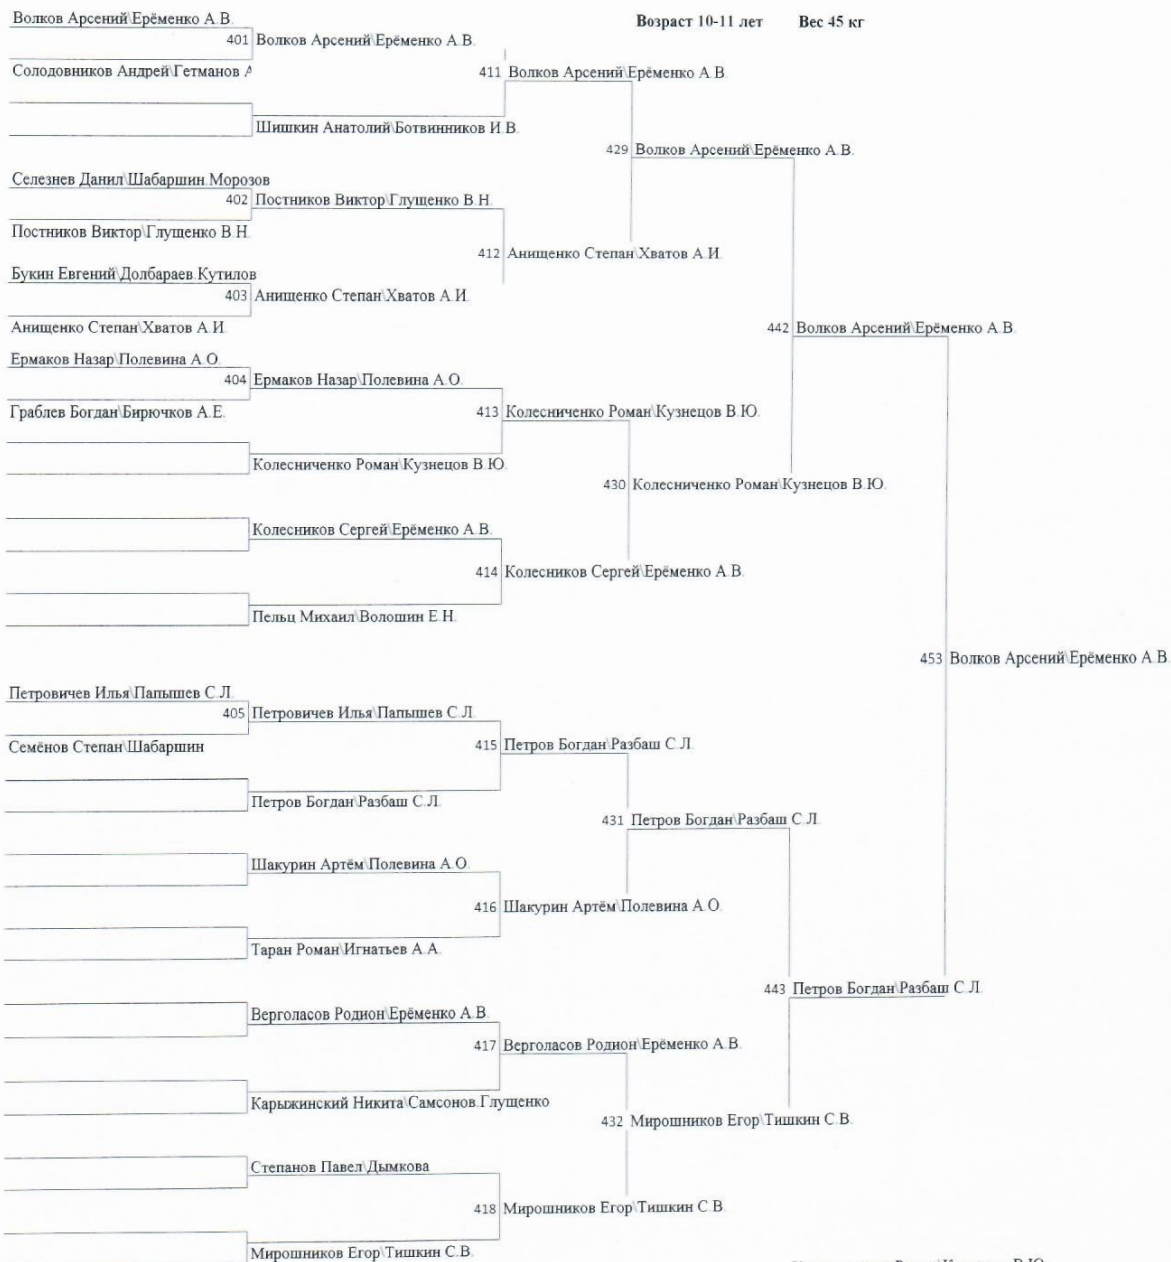 Волков Арсений\Ерёменко А.В.
Возраст 10-11 лет Вес 45 кг
401 Волков Арсений\Ерёменко А.В.
Солодовников Андрей\Гетманов А
411 Волков Арсений\Ерёменко А.В.
Шишкин Анатолий\Ботвинников И.В.
429 Волков Арсений\Ерёменко А.В.
Селезнев Данил\Шабаршин.Морозов
402 Постников Виктор\Глущенко В.Н.
Постников Виктор\Глущенко В.Н.
412 Анищенко Степан\Хватов А.И.
Букин Евгений\Долбараев.Кутилов
403 Анищенко Степан\Хватов А.И.
Анищенко Степан\Хватов А.И.
442 Волков Арсений\Ерёменко А.В.
Ермаков Назар\Полевина А.О.
404 Ермаков Назар\Полевина А.О.
Граблев Богдан\Бирючков А.Е.
413 Колесниченко Роман\Кузнецов В.Ю.
Колесниченко Роман\Кузнецов В.Ю.
430 Колесниченко Роман\Кузнецов В.Ю.
Колесников Сергей\Ерёменко А.В.
414 Колесников Сергей\Ерёменко А.В.
Пельц Михаил\Волошин Е.Н.
453 Волков Арсений\Ерёменко А.В.
Петровичев Илья\Папышев С.Л.
405 Петровичев Илья\Папышев С.Л.
Семёнов Степан\Шабаршин
415 Петров Богдан\Разбаш С.Л.
Петров Богдан\Разбаш С.Л.
431 Петров Богдан\Разбаш С.Л.
Шакурин Артём\Полевина А.О.
416 Шакурин Артём\Полевина А.О.
Таран Роман\Игнатьев А.А.
443 Петров Богдан\Разбаш С.Л.
Верголасов Родион\Ерёменко А.В.
417 Верголасов Родион\Ерёменко А.В.
Карыжинский Никита\Самсонов.Глущенко
432 Мирошников Егор\Тишкин С.В.
Степанов Павел\Дымкова
418 Мирошников Егор\Тишкин С.В.
Мирошников Егор\Тишкин С.В.